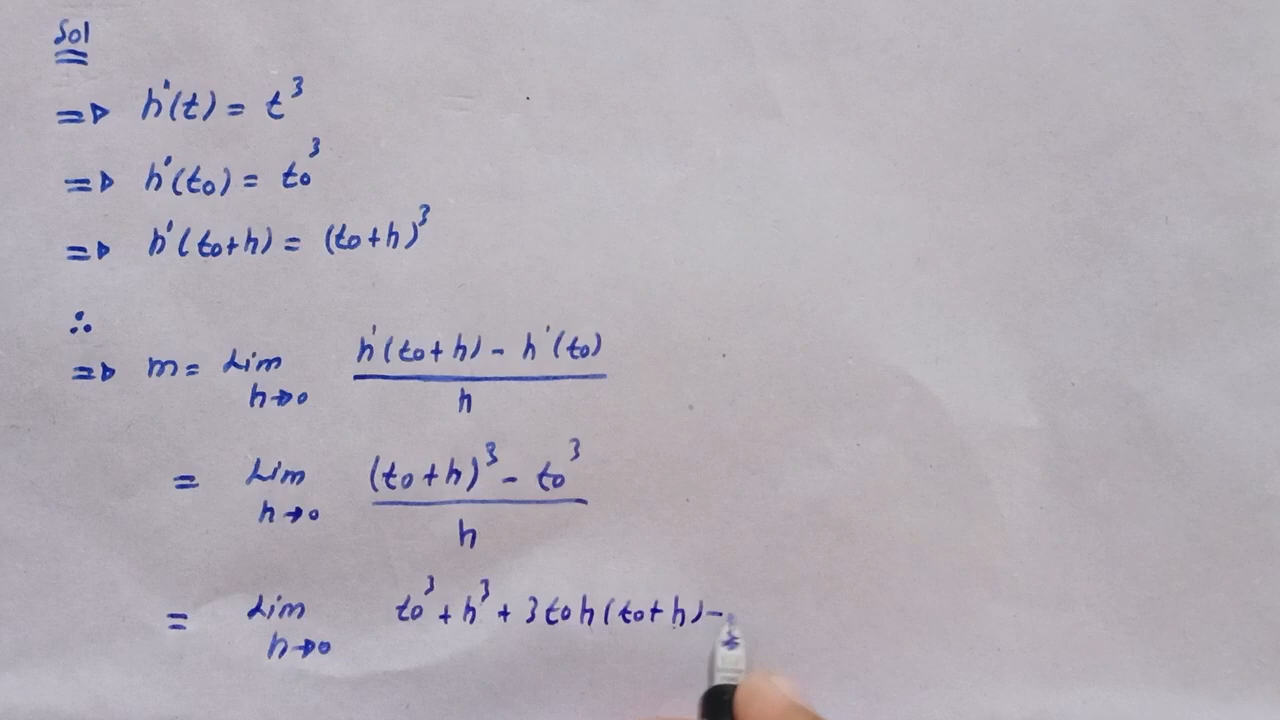 Sol
=> h'(t) = t³
=> h'(t₀) = t₀³
=> h'(t₀+h) = (t₀+h)³
∴
=> m = Lim h→0 h'(t₀+h) - h'(t₀) / h
= Lim h→0 (t₀+h)³ - t₀³ / h
= Lim h→0 t₀³ + h³ + 3t₀h(t₀+h) -